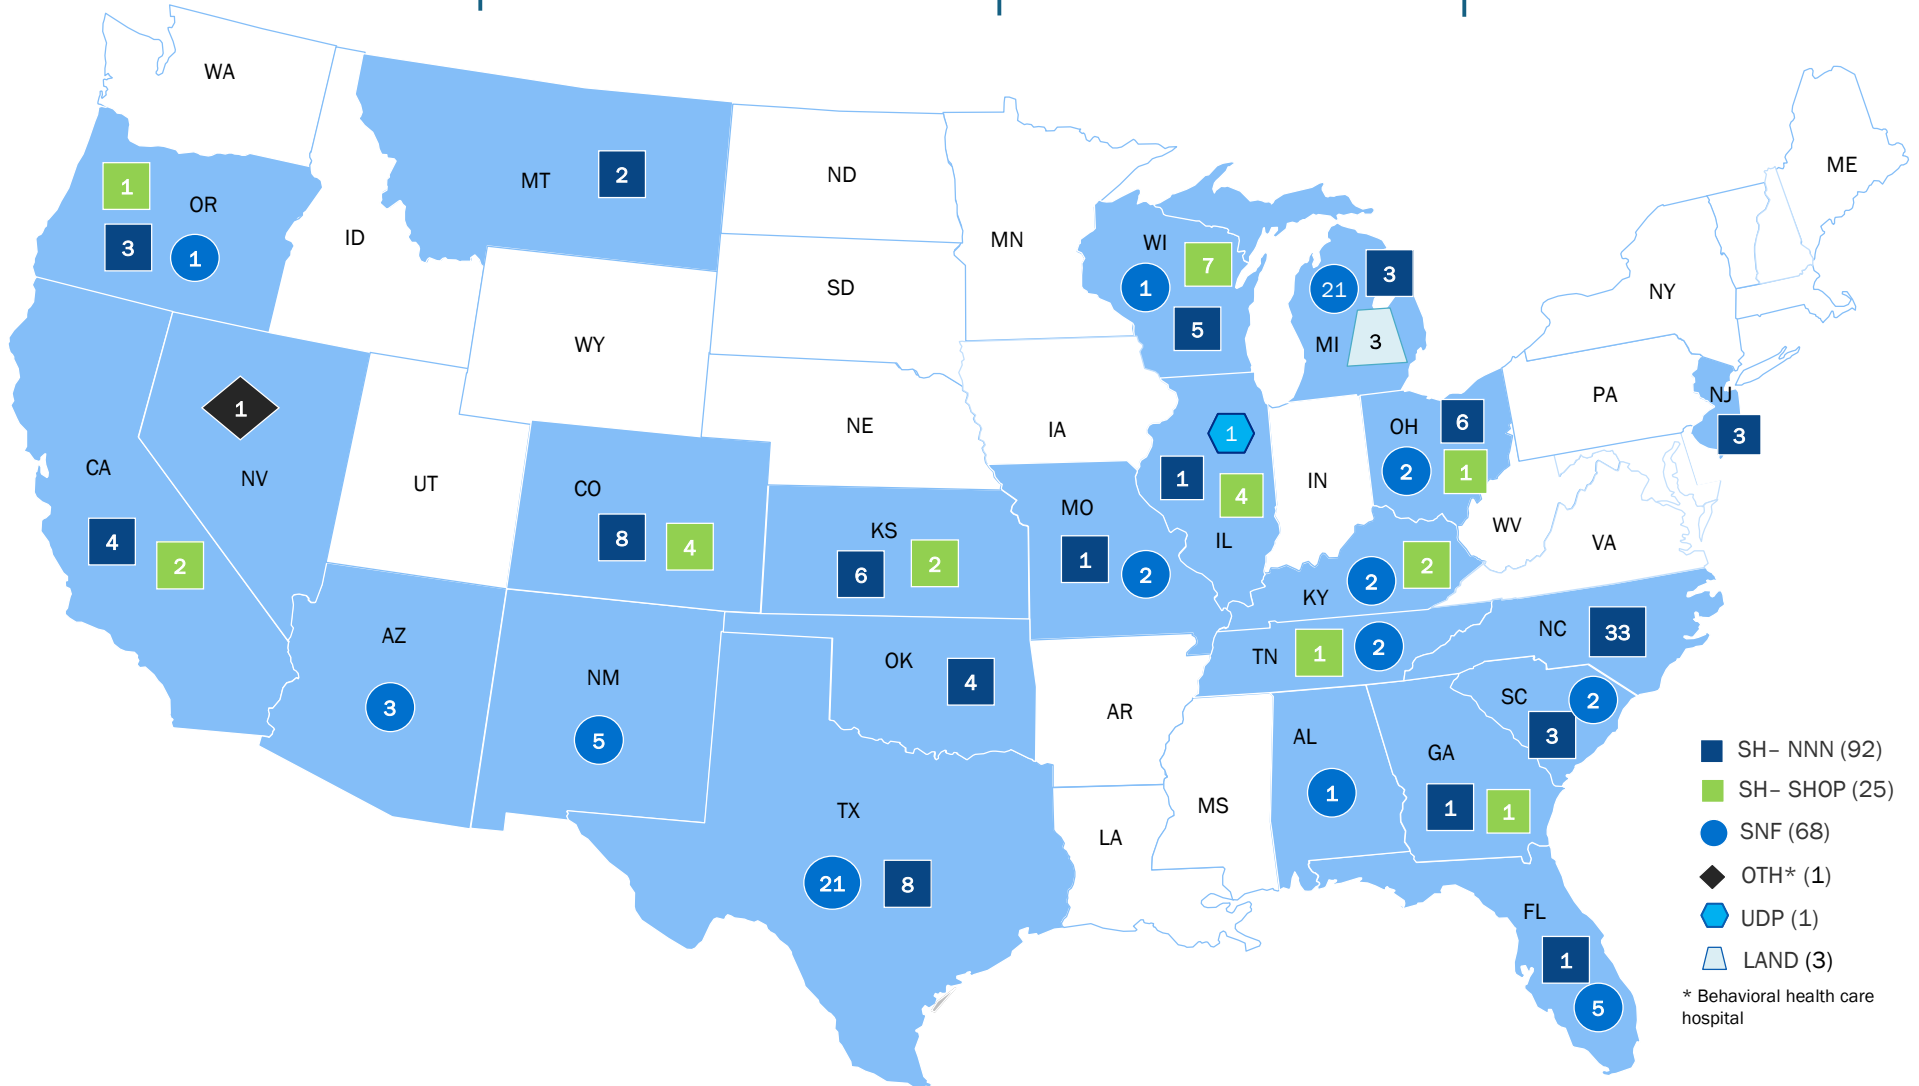 WA
ME
MT
2
ND
1
OR
3
1
ID
MN
WI
7
1
5
21
3
MI
3
SD
NY
WY
NE
IA
PA
NJ
3
1
NV
CA
4
2
UT
CO
8
4
KS
6
2
MO
1
2
1
1
4
IL
IN
OH
6
2
1
WV
VA
KY
2
2
TN
1
2
NC
33
AZ
3
NM
5
OK
4
AR
SC
2
3
AL
1
GA
1
1
MS
LA
TX
21
8
FL
1
5
SH– NNN (92)
SH– SHOP (25)
SNF (68)
OTH* (1)
UDP (1)
LAND (3)
* Behavioral health care
hospital